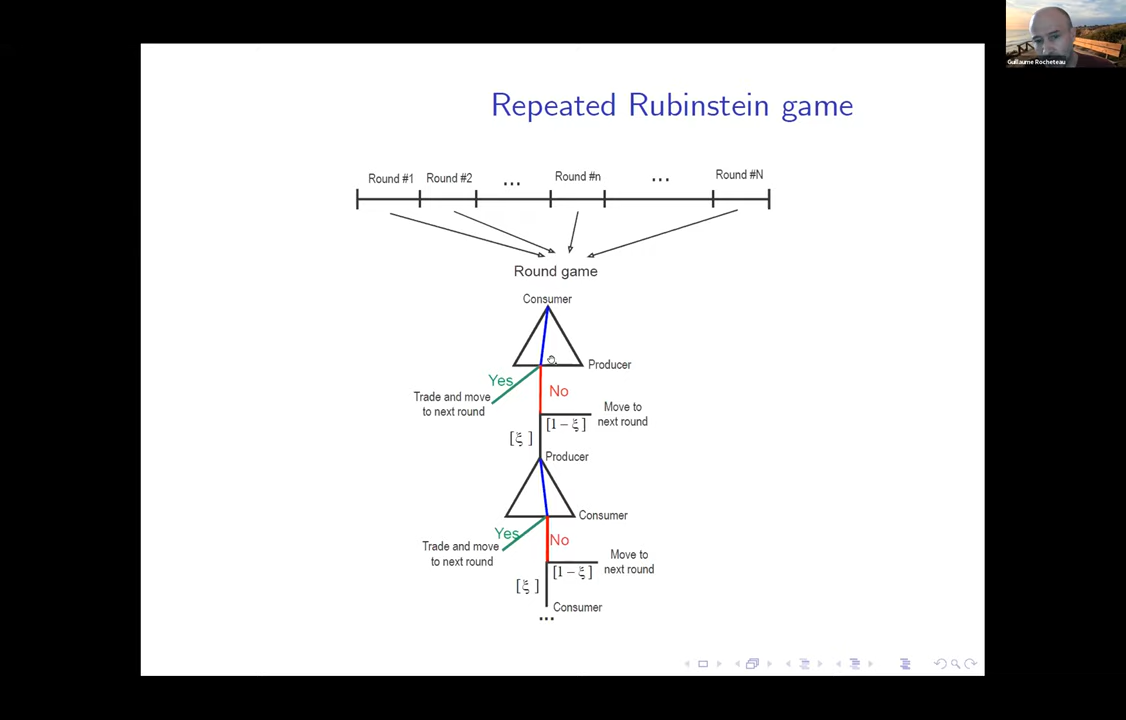 Guillaume Rocheteau
Repeated Rubinstein game
Round #1
Round #2
...
Round #n
...
Round #N
Round game
Consumer
Producer
Yes
No
Trade and move
to next round
Move to
next round
[1 − ξ ]
[ξ ]
Producer
Consumer
Yes
No
Trade and move
to next round
Move to
next round
[1 − ξ ]
[ξ ]
Consumer
...